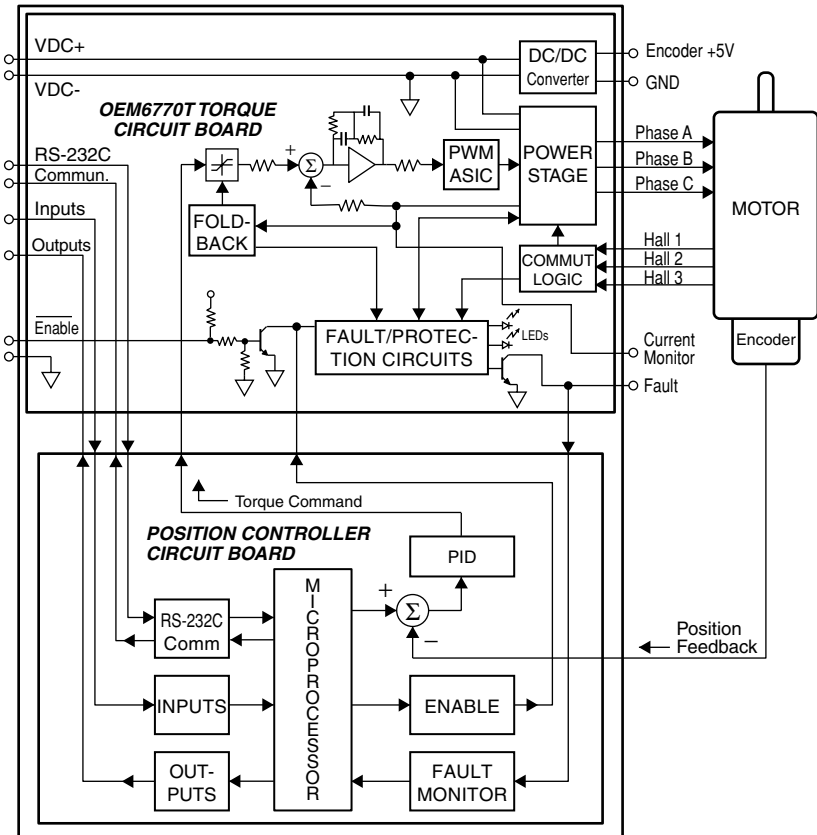 VDC+
VDC-
OEM6770T TORQUE
CIRCUIT BOARD
DC/DC
Converter
Encoder +5V
GND
RS-232C
Commun.
Inputs
Outputs
Enable
+
Σ
−
PWM
ASIC
POWER
STAGE
Phase A
Phase B
Phase C
MOTOR
FOLD-
BACK
COMMUT
LOGIC
Hall 1
Hall 2
Hall 3
FAULT/PROTEC-
TION CIRCUITS
LEDs
Current
Monitor
Fault
Encoder
Torque Command
POSITION CONTROLLER
CIRCUIT BOARD
PID
MICROPROCESSOR
+
Σ
−
RS-232C
Comm
Position
Feedback
INPUTS
ENABLE
OUT-
PUTS
FAULT
MONITOR